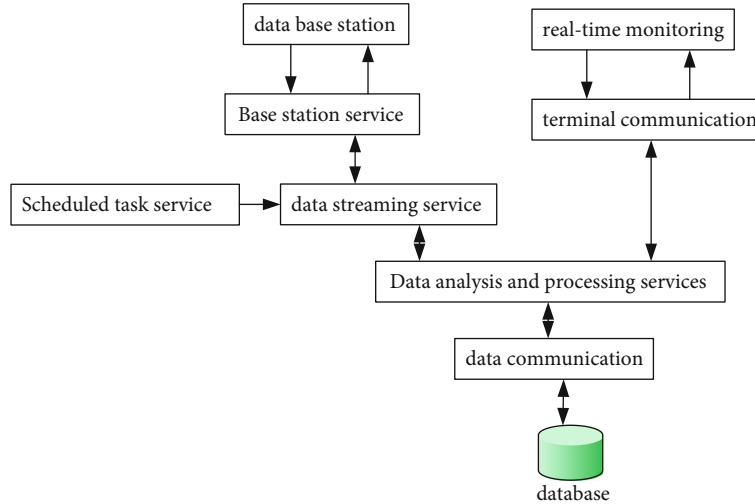 data base station
real-time monitoring
Base station service
terminal communication
Scheduled task service
data streaming service
Data analysis and processing services
data communication
database